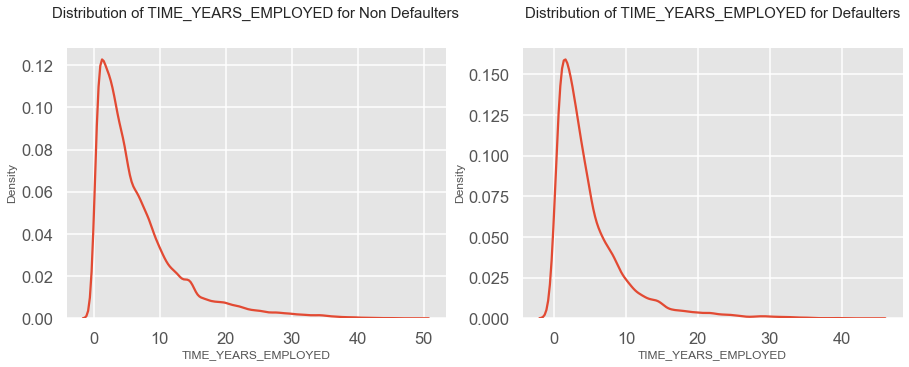 Distribution of TIME_YEARS_EMPLOYED for Non Defaulters
Density
0.12
0.10
0.08
0.06
0.04
0.02
0.00
0 10 20 30 40 50
TIME_YEARS_EMPLOYED
Distribution of TIME_YEARS_EMPLOYED for Defaulters
Density
0.150
0.125
0.100
0.075
0.050
0.025
0.000
0 10 20 30 40
TIME_YEARS_EMPLOYED